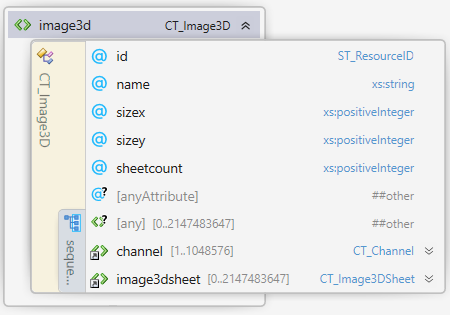 image3d CT_Image3D
CT_Image3D
id ST_ResourceID
name xs:string
sizex xs:positiveInteger
sizey xs:positiveInteger
sheetcount xs:positiveInteger
[anyAttribute] ##other
[any] [0..2147483647] ##other
seque...
channel [1..1048576] CT_Channel
image3dsheet [0..2147483647] CT_Image3DSheet